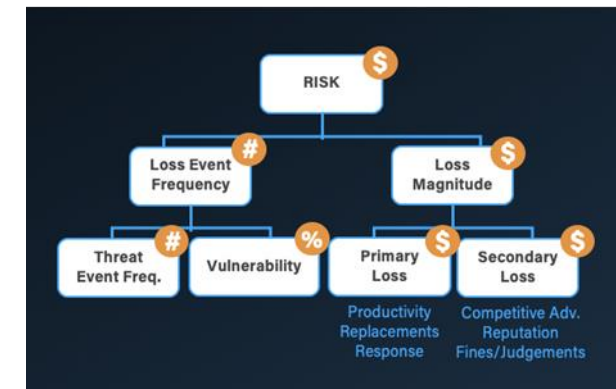 RISK
$
Loss Event
Frequency
#
Loss
Magnitude
$
Threat
Event Freq.
#
Vulnerability
%
Primary
Loss
$
Secondary
Loss
$
Productivity
Replacements
Response
Competitive Adv.
Reputation
Fines/Judgements